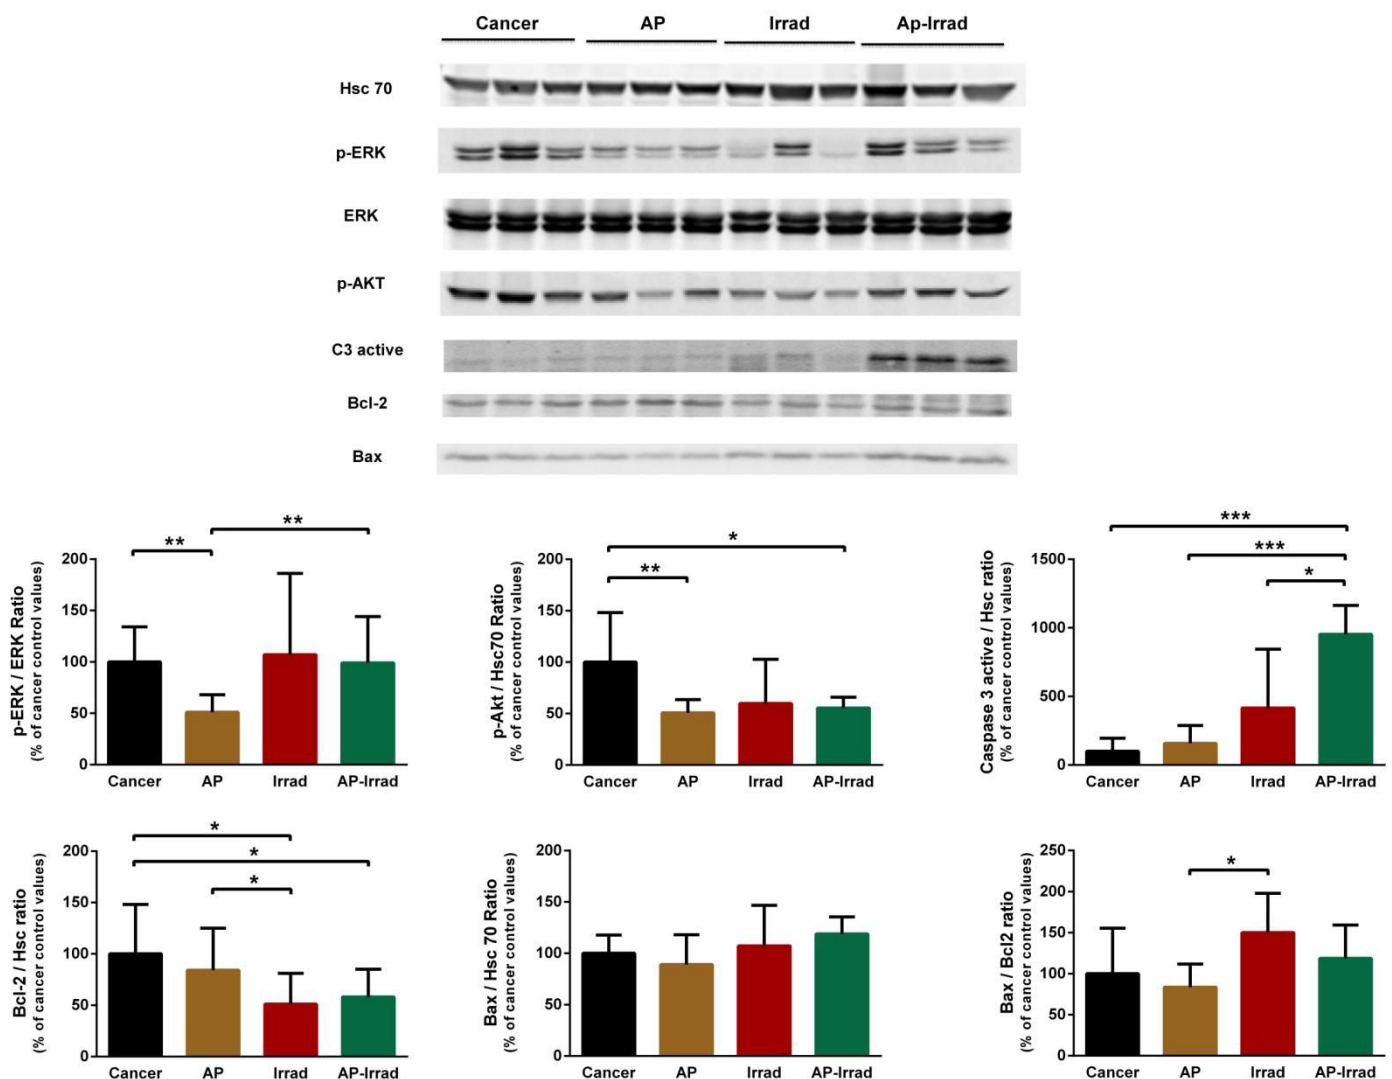 Cancer AP Irrad Ap-Irrad
Hsc 70
p-ERK
ERK
p-AKT
C3 active
Bcl-2
Bax
** **
p-ERK / ERK Ratio
(% of cancer control values)
200
150
100
50
0
Cancer AP Irrad AP-Irrad
*
**
p-Akt / Hsc70 Ratio
(% of cancer control values)
200
150
100
50
0
Cancer AP Irrad AP-Irrad
***
***
*
Caspase 3 active / Hsc ratio
(% of cancer control values)
1500
1000
500
0
Cancer AP Irrad AP-Irrad
*
*
*
Bcl-2 / Hsc ratio
(% of cancer control values)
200
150
100
50
0
Cancer AP Irrad AP-Irrad
Bax / Hsc 70 Ratio
(% of cancer control values)
200
150
100
50
0
Cancer AP Irrad AP-Irrad
*
Bax / Bcl2 ratio
(% of cancer control values)
250
200
150
100
50
0
Cancer AP Irrad AP-Irrad